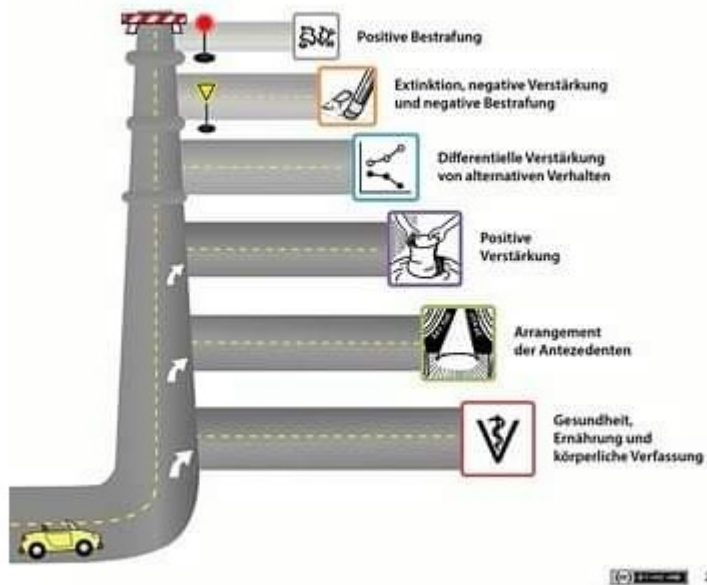 Positive Bestrafung
Extinktion, negative Verstärkung
und negative Bestrafung
Differentielle Verstärkung
von alternativen Verhalten
Positive
Verstärkung
Arrangement
der Antezedenten
Gesundheit,
Ernährung und
körperliche Verfassung